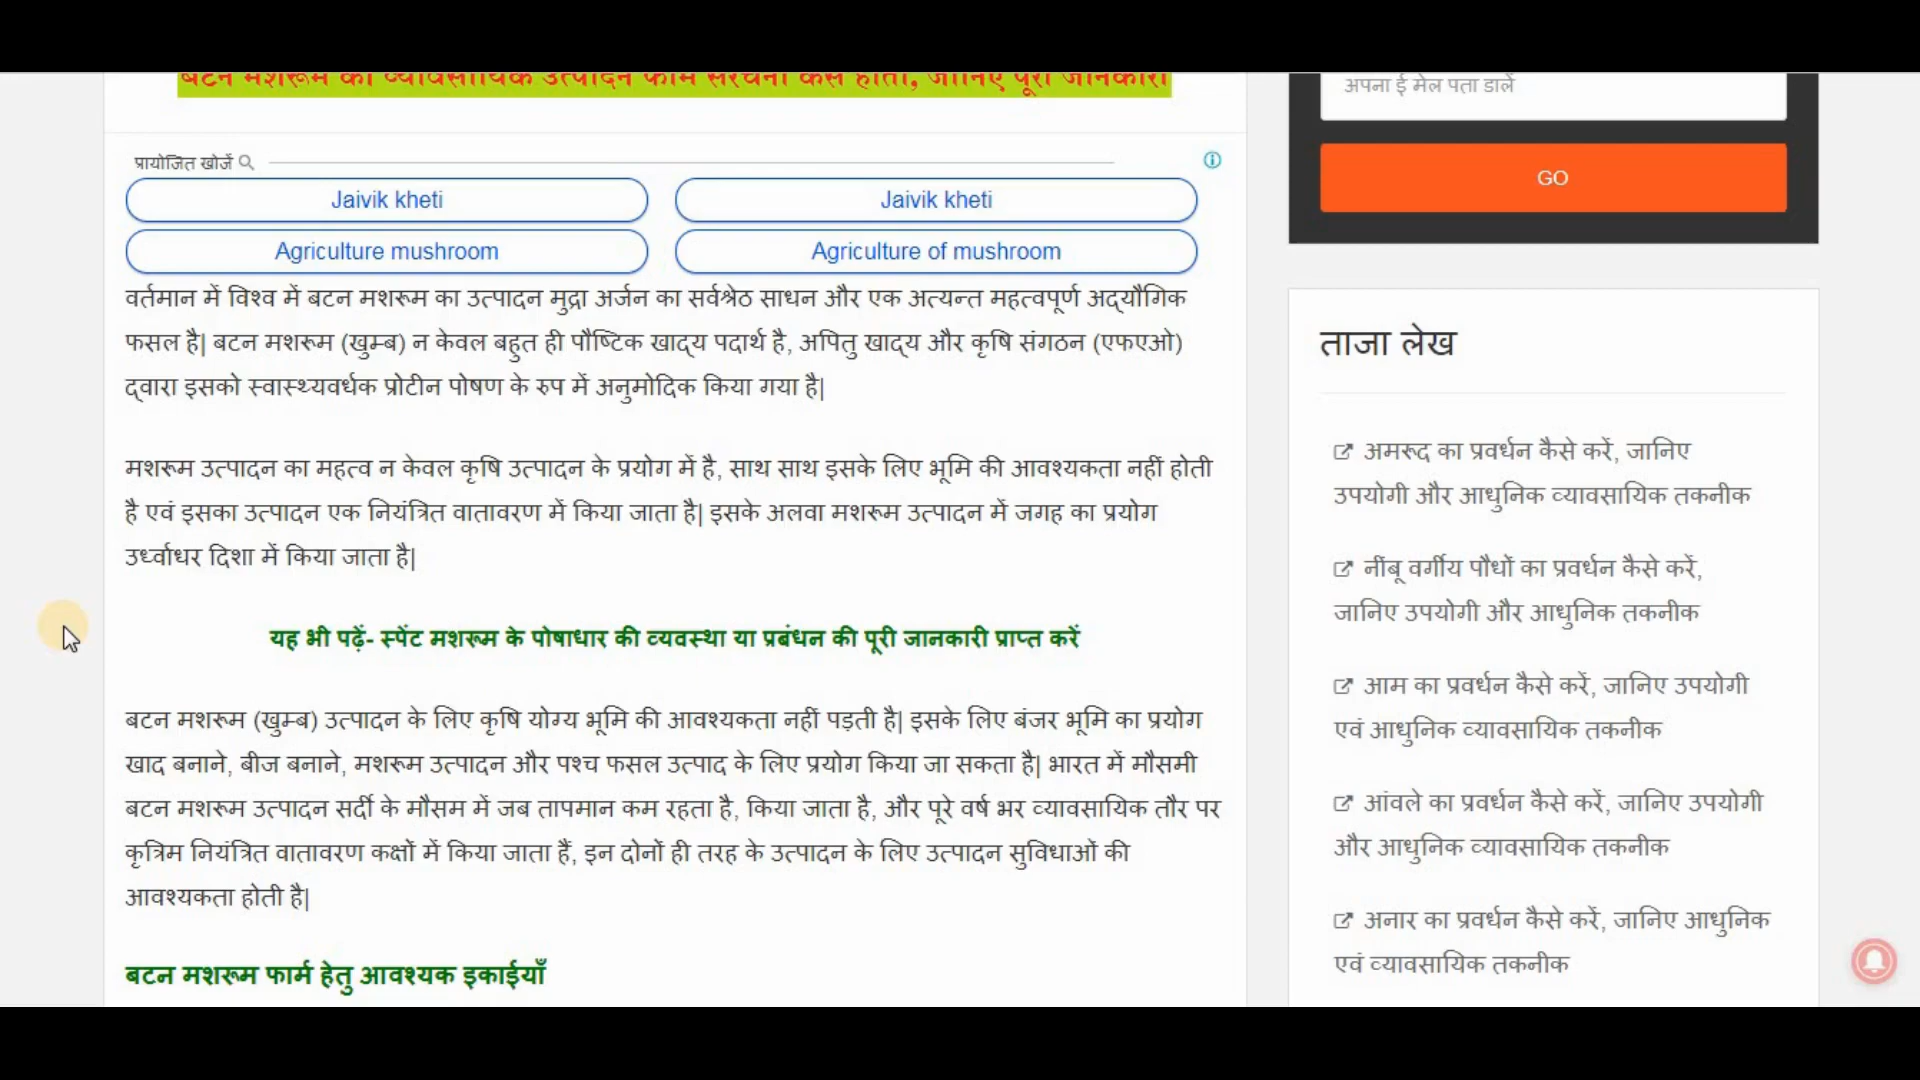 बटन मशरूम का व्यावसायिक उत्पादन फार्म संरचना कैसे होती, जानिए पूरी जानकारी
प्रायोजित खोजें
Jaivik kheti
Jaivik kheti
Agriculture mushroom
Agriculture of mushroom
वर्तमान में विश्व में बटन मशरूम का उत्पादन मुद्रा अर्जन का सर्वश्रेठ साधन और एक अत्यन्त महत्वपूर्ण अद्यौगिक
फसल है| बटन मशरूम (खुम्ब) न केवल बहुत ही पौष्टिक खाद्य पदार्थ है, अपितु खाद्य और कृषि संगठन (एफएओ)
द्वारा इसको स्वास्थ्यवर्धक प्रोटीन पोषण के रुप में अनुमोदिक किया गया है|
मशरूम उत्पादन का महत्व न केवल कृषि उत्पादन के प्रयोग में है, साथ साथ इसके लिए भूमि की आवश्यकता नहीं होती
है एवं इसका उत्पादन एक नियंत्रित वातावरण में किया जाता है| इसके अलवा मशरूम उत्पादन में जगह का प्रयोग
उर्ध्वाधर दिशा में किया जाता है|
यह भी पढ़ें- स्पेंट मशरूम के पोषाधार की व्यवस्था या प्रबंधन की पूरी जानकारी प्राप्त करें
बटन मशरूम (खुम्ब) उत्पादन के लिए कृषि योग्य भूमि की आवश्यकता नहीं पड़ती है| इसके लिए बंजर भूमि का प्रयोग
खाद बनाने, बीज बनाने, मशरूम उत्पादन और पश्च फसल उत्पाद के लिए प्रयोग किया जा सकता है| भारत में मौसमी
बटन मशरूम उत्पादन सर्दी के मौसम में जब तापमान कम रहता है, किया जाता है, और पूरे वर्ष भर व्यावसायिक तौर पर
कृत्रिम नियंत्रित वातावरण कक्षों में किया जाता हैं, इन दोनों ही तरह के उत्पादन के लिए उत्पादन सुविधाओं की
आवश्यकता होती है|
बटन मशरूम फार्म हेतु आवश्यक इकाईयाँ
अपना ई मेल पता डालें
GO
ताजा लेख
अमरूद का प्रवर्धन कैसे करें, जानिए
उपयोगी और आधुनिक व्यावसायिक तकनीक
नींबू वर्गीय पौधों का प्रवर्धन कैसे करें,
जानिए उपयोगी और आधुनिक तकनीक
आम का प्रवर्धन कैसे करें, जानिए उपयोगी
एवं आधुनिक व्यावसायिक तकनीक
आंवले का प्रवर्धन कैसे करें, जानिए उपयोगी
और आधुनिक व्यावसायिक तकनीक
अनार का प्रवर्धन कैसे करें, जानिए आधुनिक
एवं व्यावसायिक तकनीक